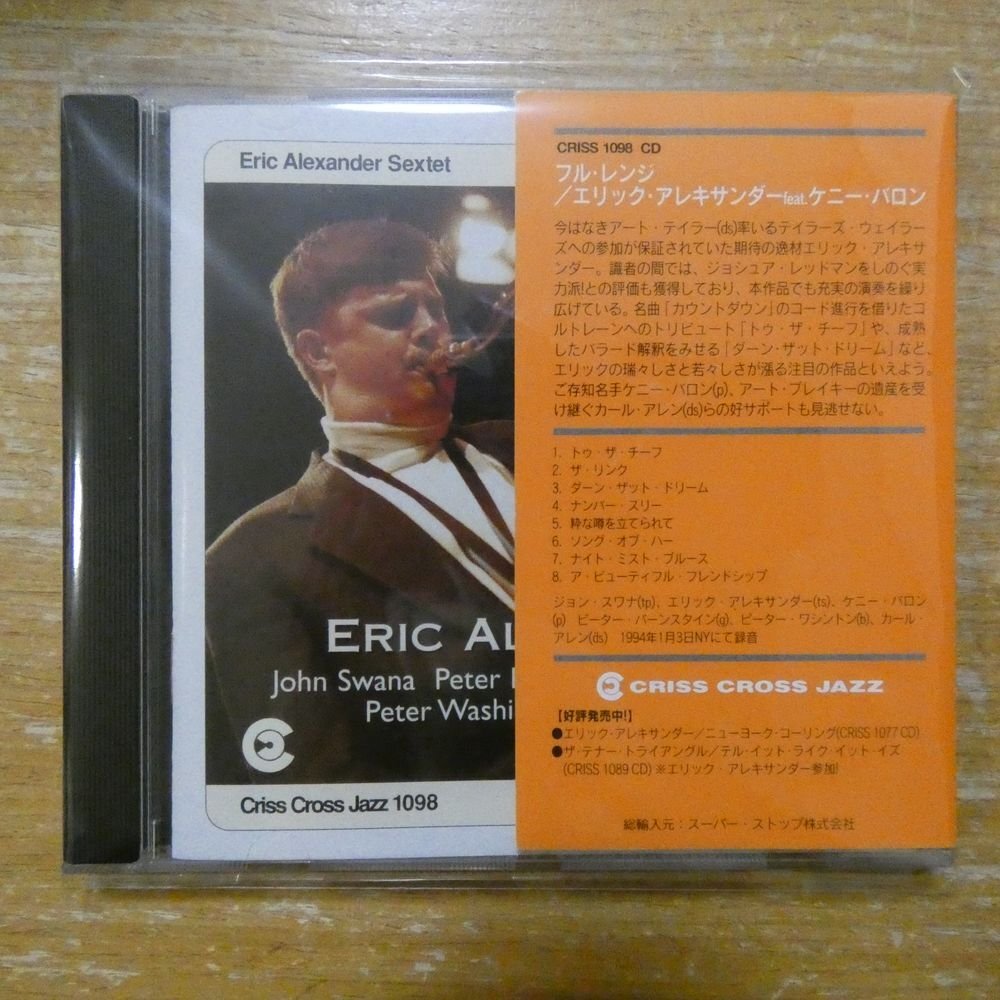 Eric Alexander Sextet
ERIC AL
John Swana Peter
Peter Washi
Criss Cross Jazz 1098
CRISS 1098 CD
フル・レンジ
／エリック・アレキサンダーfeat.ケニー・バロン
今はなきアート・テイラー(ds)率いるテイラーズ・ウェイラー
ズへの参加が保証されていた期待の逸材エリック・アレキサ
ンダー。識者の間では、ジョシュア・レッドマンをしのぐ実
力派!との評価も獲得しており、本作品でも充実の演奏を繰り
広げている。名曲「カウントダウン」のコード進行を借りたコ
ルトレーンへのトリビュート「トゥ・ザ・チーフ」や、成熟
したバラード解釈をみせる「ダーン・ザット・ドリーム」など、
エリックの瑞々しさと若々しさが漲る注目の作品といえよう。
ご存知名手ケニー・バロン(p)、アート・ブレイキーの遺産を受
け継ぐカール・アレン(ds)らの好サポートも見逃せない。
1. トゥ・ザ・チーフ
2. ザ・リンク
3. ダーン・ザット・ドリーム
4. ナンバー・スリー
5. 粋な噂を立てられて
6. ソング・オブ・ハー
7. ナイト・ミスト・ブルース
8. ア・ビューティフル・フレンドシップ
ジョン・スワナ(tp)、エリック・アレキサンダー(ts)、ケニー・バロン
(p) ピーター・バーンスタイン(g)、ピーター・ワシントン(b)、カール・
アレン(ds) 1994年1月3日NYにて録音
CRISS CROSS JAZZ
【好評発売中!】
●エリック・アレキサンダー／ニューヨーク・コーリング(CRISS 1077 CD)
●ザ・テナー・トライアングル／テル・イット・ライク・イット・イズ
(CRISS 1089 CD) ※エリック・アレキサンダー参加!
総輸入元：スーパー・ストップ株式会社